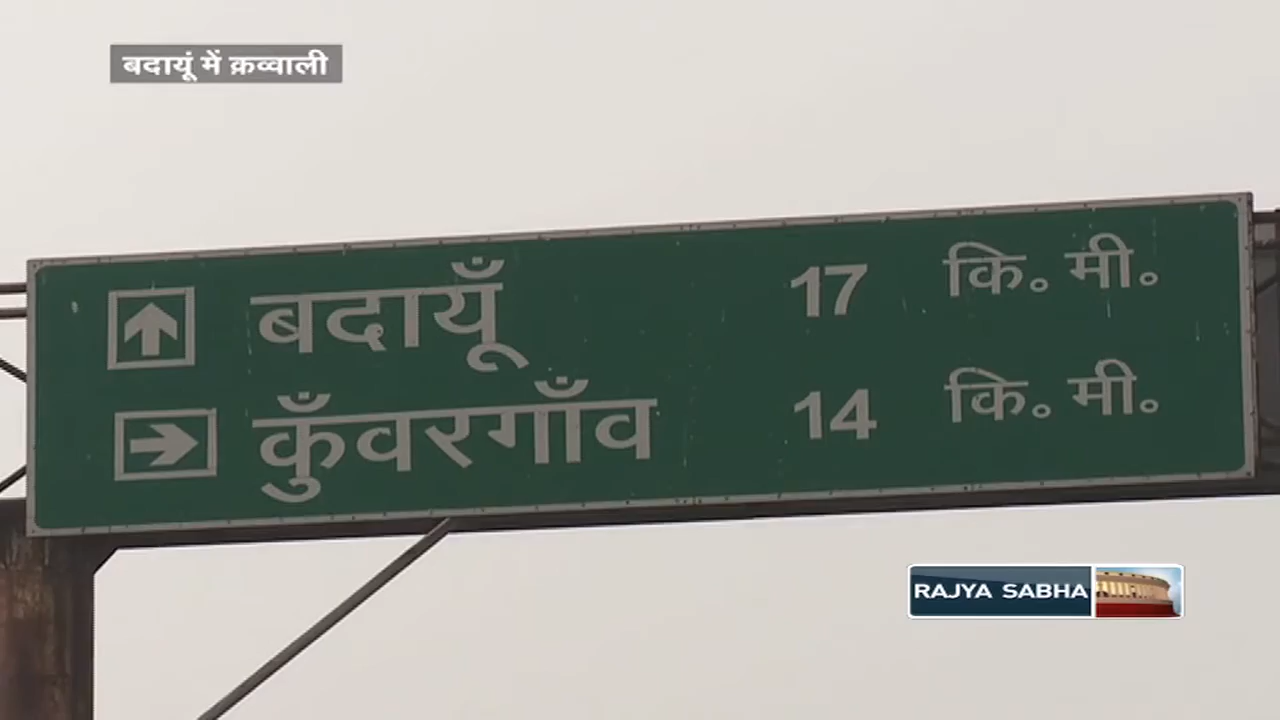 बदायूं में क़व्वाली
बदायूँ 17 कि. मी.
कुँवरगाँव 14 कि. मी.
RAJYA SABHA